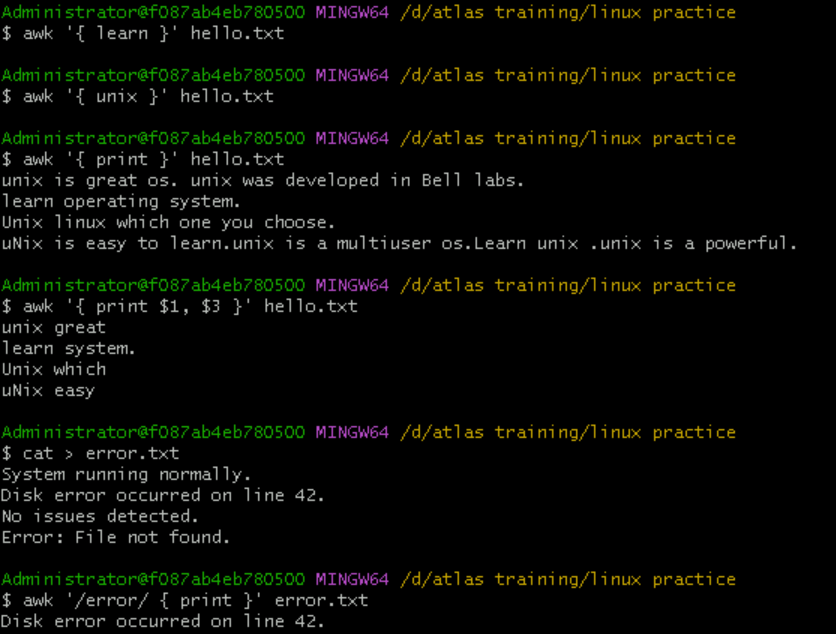 Administrator@f087ab4eb780500 MINGW64 /d/atlas training/linux practice
$ awk '{ learn }' hello.txt
Administrator@f087ab4eb780500 MINGW64 /d/atlas training/linux practice
$ awk '{ unix }' hello.txt
Administrator@f087ab4eb780500 MINGW64 /d/atlas training/linux practice
$ awk '{ print }' hello.txt
unix is great os. unix was developed in Bell labs.
learn operating system.
Unix linux which one you choose.
uNix is easy to learn.unix is a multiuser os.Learn unix .unix is a powerful.
Administrator@f087ab4eb780500 MINGW64 /d/atlas training/linux practice
$ awk '{ print $1, $3 }' hello.txt
unix great
learn system.
Unix which
uNix easy
Administrator@f087ab4eb780500 MINGW64 /d/atlas training/linux practice
$ cat > error.txt
System running normally.
Disk error occurred on line 42.
No issues detected.
Error: File not found.
Administrator@f087ab4eb780500 MINGW64 /d/atlas training/linux practice
$ awk '/error/ { print }' error.txt
Disk error occurred on line 42.